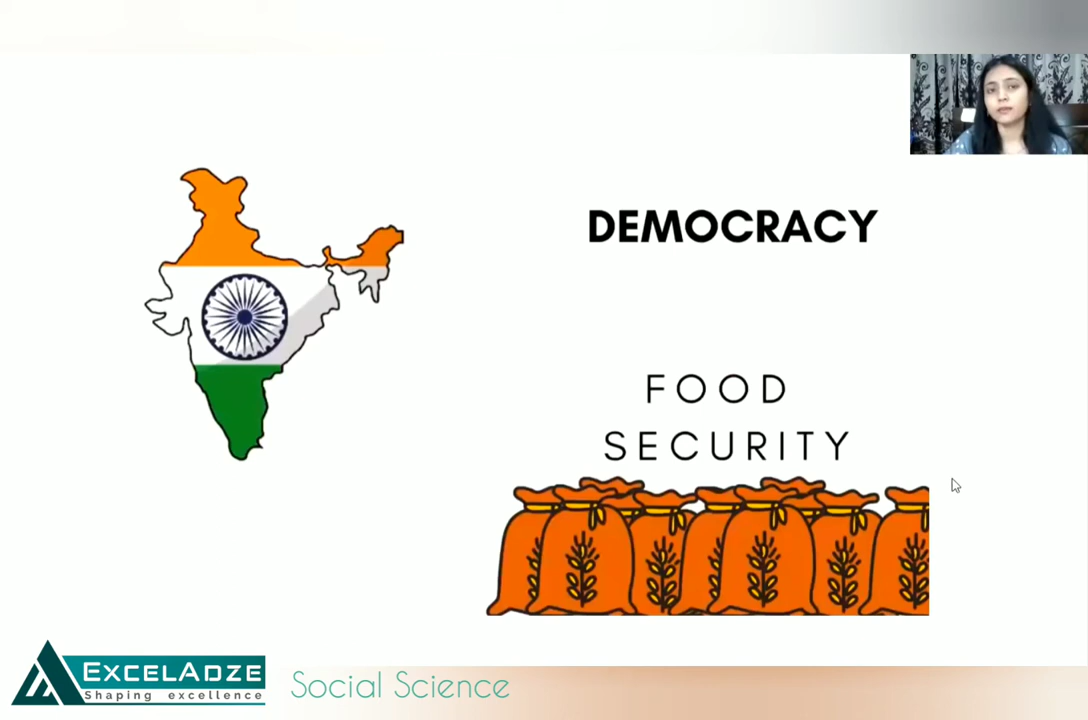 DEMOCRACY
FOOD
SECURITY
EXCELADZE
Shaping excellence
Social Science